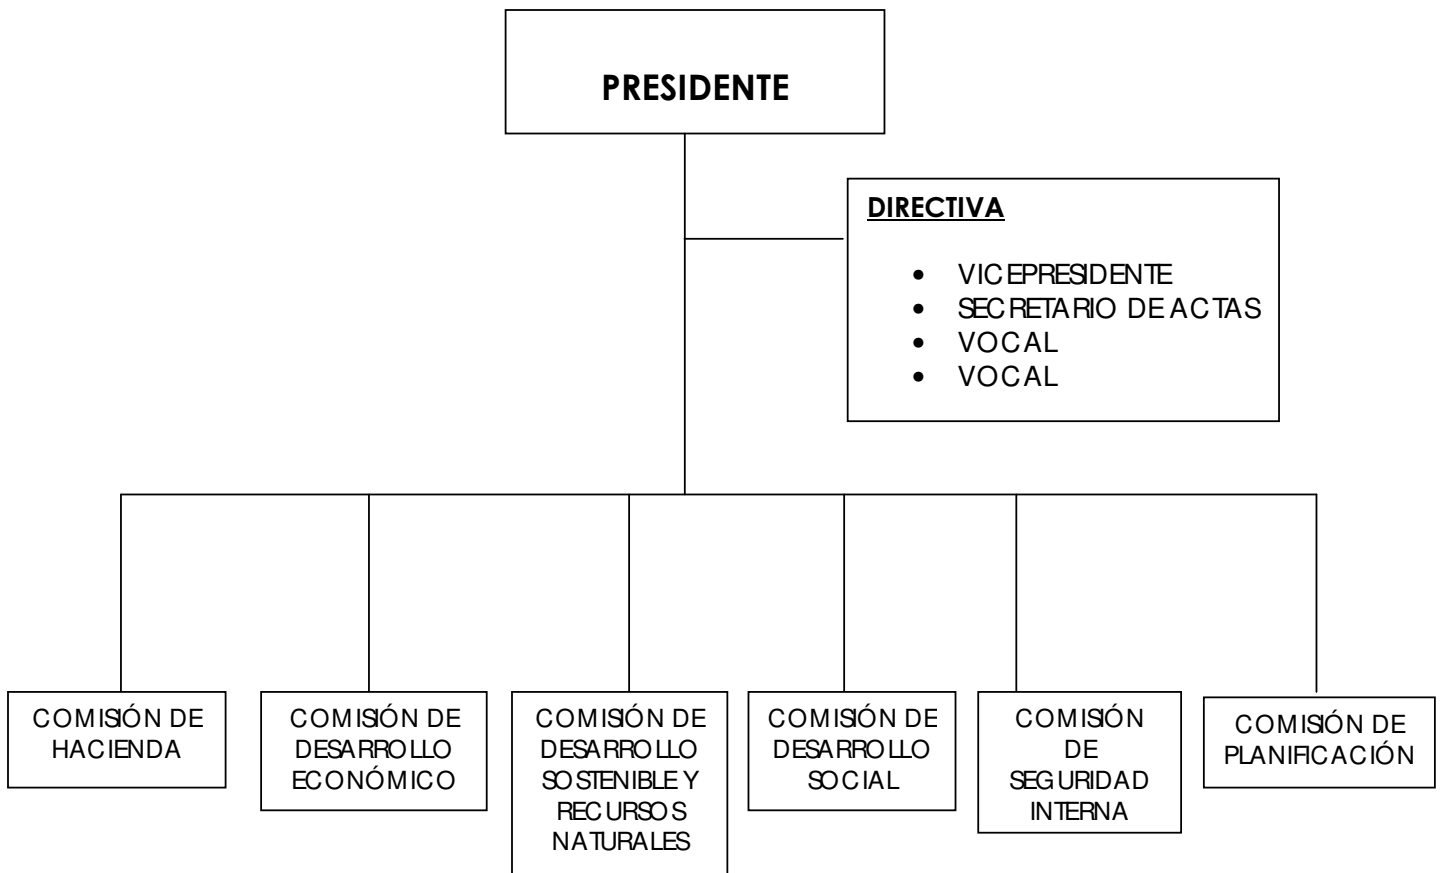 PRESIDENTE
DIRECTIVA
• VICEPRESIDENTE
• SECRETARIO DE ACTAS
• VOCAL
• VOCAL
COMISIÓN DE
HACIENDA
COMISIÓN DE
DESARROLLO
ECONÓMICO
COMISIÓN DE
DESARROLLO
SOSTENIBLE Y
RECURSOS
NATURALES
COMISIÓN DE
DESARROLLO
SOCIAL
COMISIÓN
DE
SEGURIDAD
INTERNA
COMISIÓN DE
PLANIFICACIÓN